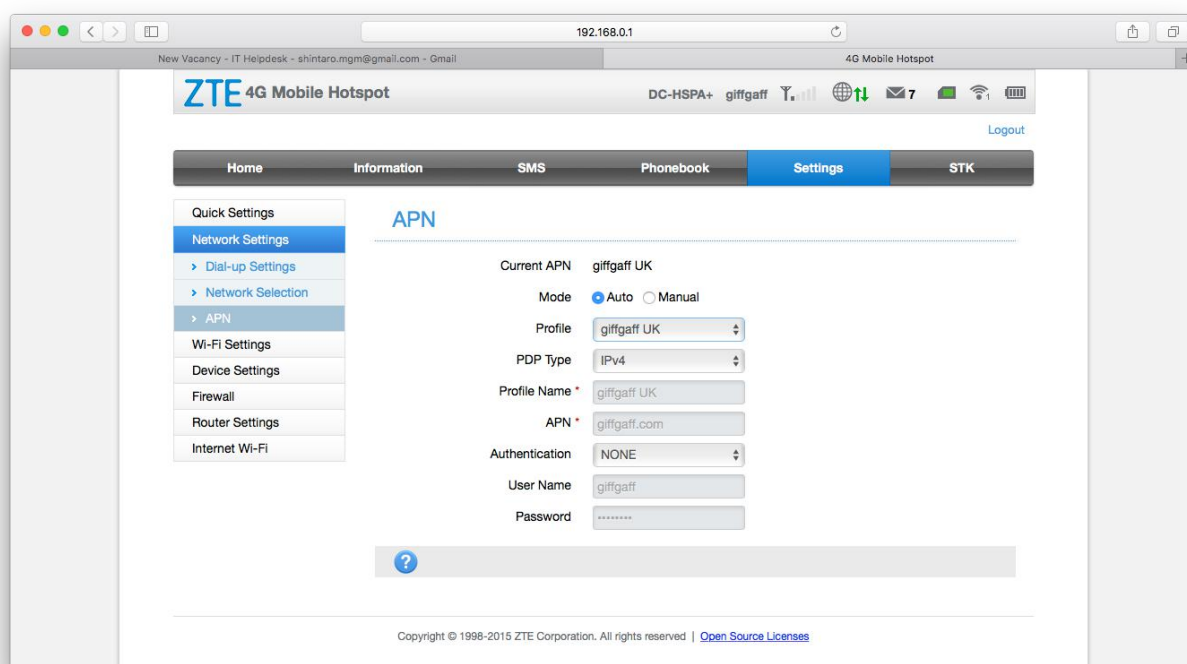 192.168.0.1
New Vacancy - IT Helpdesk - shintaro.mgm@gmail.com - Gmail
4G Mobile Hotspot
ZTE 4G Mobile Hotspot
DC-HSPA+ giffgaff 7 1
Logout
Home Information SMS Phonebook Settings STK
Quick Settings
Network Settings
› Dial-up Settings
› Network Selection
› APN
Wi-Fi Settings
Device Settings
Firewall
Router Settings
Internet Wi-Fi
APN
Current APN giffgaff UK
Mode Auto Manual
Profile giffgaff UK
PDP Type IPv4
Profile Name * giffgaff UK
APN * giffgaff.com
Authentication NONE
User Name giffgaff
Password ••••••••
?
Copyright © 1998-2015 ZTE Corporation. All rights reserved | Open Source Licenses